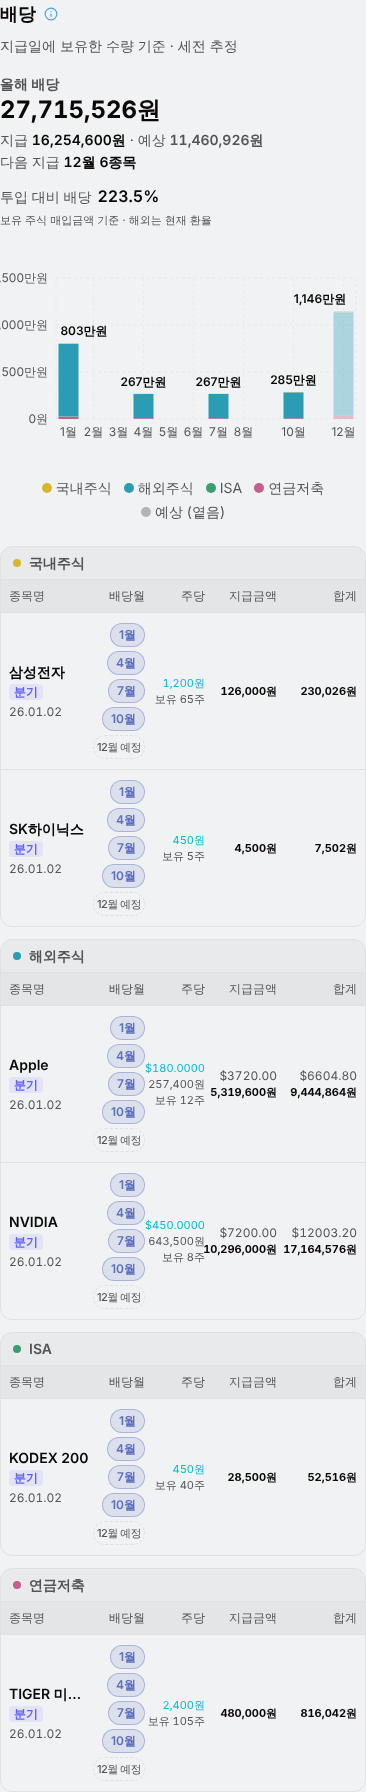 배당
지급일에 보유한 수량 기준 · 세전 추정
올해 배당
27,715,526원
지급 16,254,600원 · 예상 11,460,926원
다음 지급 12월 6종목
투입 대비 배당 223.5%
보유 주식 매입금액 기준 · 해외는 현재 환율
,500만원
1,146만원
,000만원
803만원
500만원
267만원 267만원 285만원
0원
1월 2월 3월 4월 5월 6월 7월 8월 10월 12월
국내주식 해외주식 ISA 연금저축
예상 (옅음)
국내주식
종목명 배당월 주당 지급금액 합계
삼성전자
분기
26.01.02
1월
4월
7월
10월
12월 예정
1,200원
보유 65주
126,000원
230,026원
SK하이닉스
분기
26.01.02
1월
4월
7월
10월
12월 예정
450원
보유 5주
4,500원
7,502원
해외주식
종목명 배당월 주당 지급금액 합계
Apple
분기
26.01.02
1월
4월
7월
10월
12월 예정
$180.0000
257,400원
보유 12주
$3720.00
5,319,600원
$6604.80
9,444,864원
NVIDIA
분기
26.01.02
1월
4월
7월
10월
12월 예정
$450.0000
643,500원
보유 8주
$7200.00
10,296,000원
$12003.20
17,164,576원
ISA
종목명 배당월 주당 지급금액 합계
KODEX 200
분기
26.01.02
1월
4월
7월
10월
12월 예정
450원
보유 40주
28,500원
52,516원
연금저축
종목명 배당월 주당 지급금액 합계
TIGER 미…
분기
26.01.02
1월
4월
7월
10월
12월 예정
2,400원
보유 105주
480,000원
816,042원